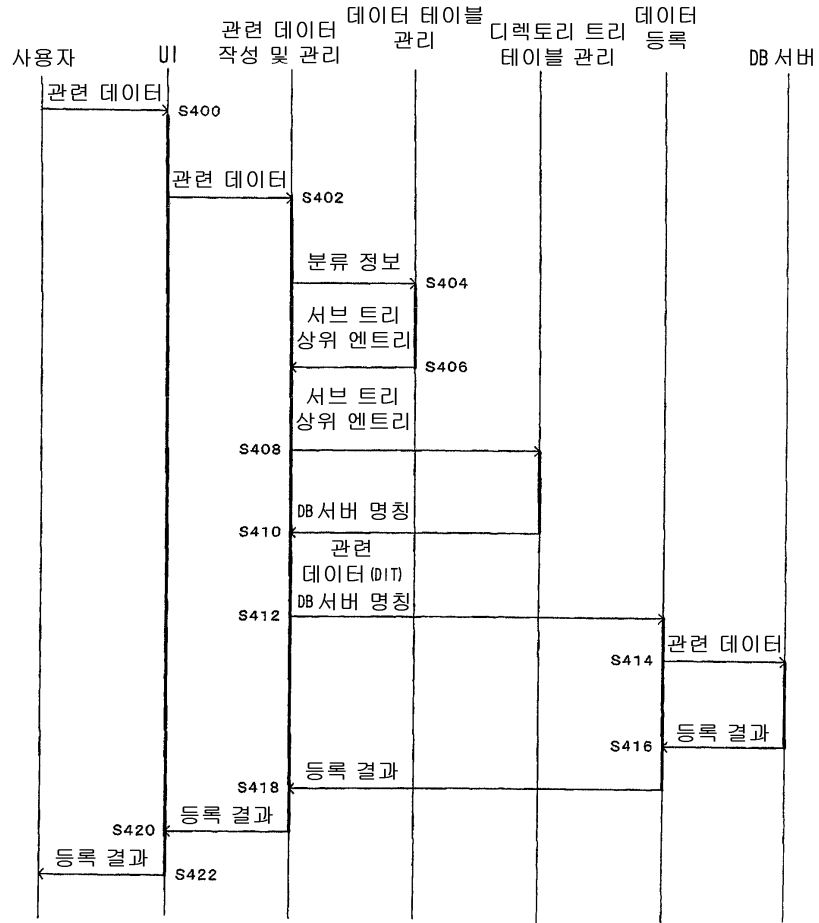 사용자
UI
관련 데이터
작성 및 관리
데이터 테이블
관리
디렉토리 트리
테이블 관리
데이터
등록
DB 서버
관련 데이터
S400
관련 데이터
S402
분류 정보
S404
서브 트리
상위 엔트리
S406
서브 트리
상위 엔트리
S408
DB 서버 명칭
S410
관련
데이터 (DIT)
DB 서버 명칭
S412
관련 데이터
S414
등록 결과
S416
등록 결과
S418
등록 결과
S420
등록 결과
S422